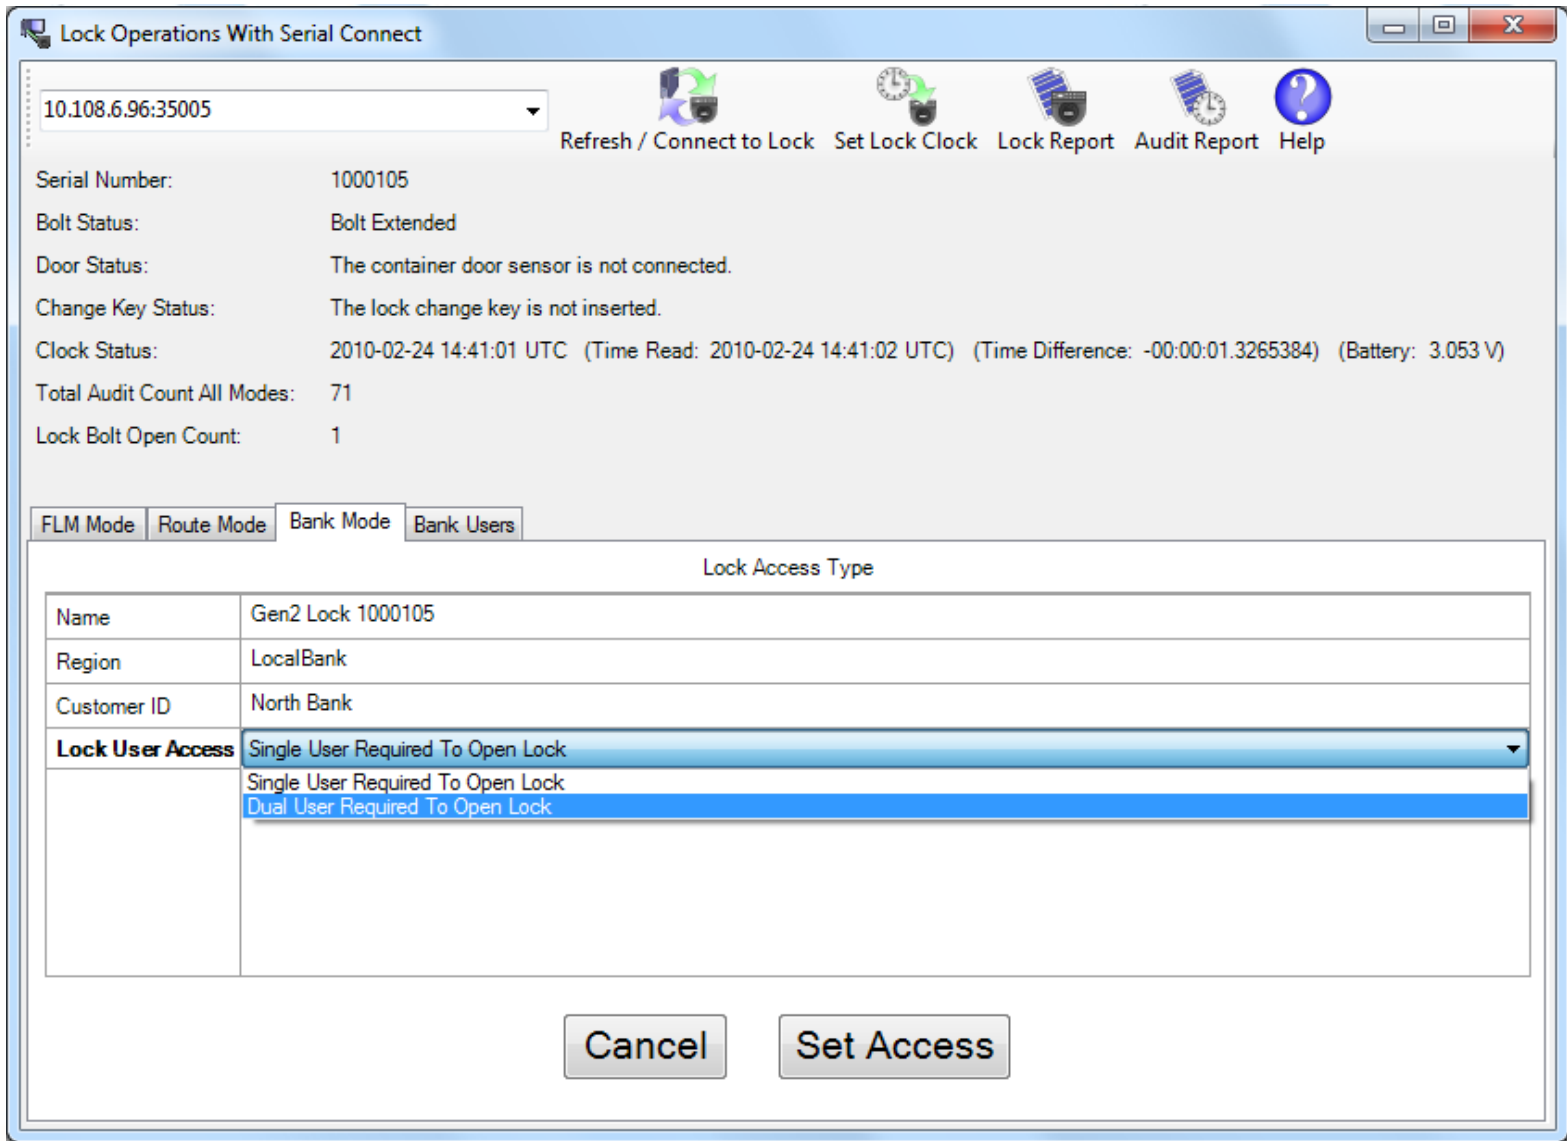 Lock Operations With Serial Connect
10.108.6.96:35005
Refresh / Connect to Lock Set Lock Clock Lock Report Audit Report Help
Serial Number: 1000105
Bolt Status: Bolt Extended
Door Status: The container door sensor is not connected.
Change Key Status: The lock change key is not inserted.
Clock Status: 2010-02-24 14:41:01 UTC (Time Read: 2010-02-24 14:41:02 UTC) (Time Difference: -00:00:01.3265384) (Battery: 3.053 V)
Total Audit Count All Modes: 71
Lock Bolt Open Count: 1
FLM Mode Route Mode Bank Mode Bank Users
Lock Access Type
Name Gen2 Lock 1000105
Region LocalBank
Customer ID North Bank
Lock User Access Single User Required To Open Lock
Single User Required To Open Lock
Dual User Required To Open Lock
Cancel Set Access